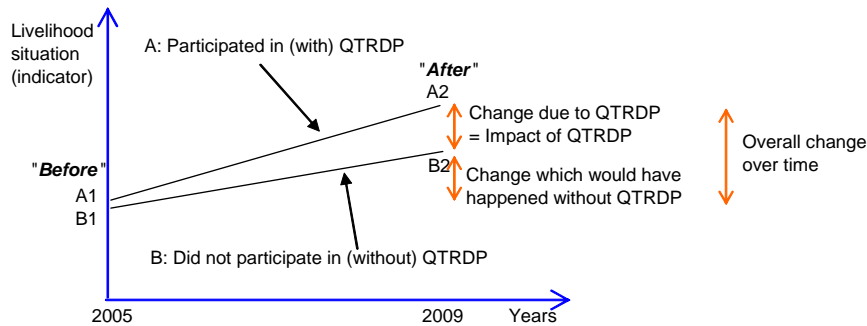 Livelihood
situation
(indicator)
A: Participated in (with) QTRDP
"After"
A2
Change due to QTRDP
= Impact of QTRDP
Overall change
over time
"Before"
A1
B1
B2
Change which would have
happened without QTRDP
B: Did not participate in (without) QTRDP
2005
2009
Years